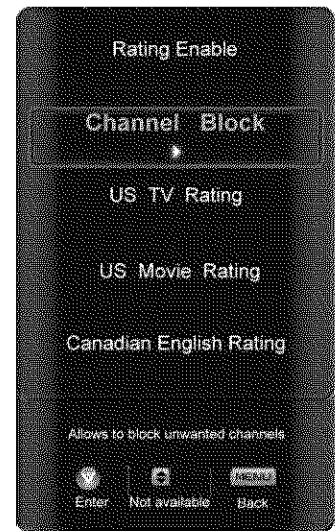 Rating Enable
Channel Block
US TV Rating
US Movie Rating
Canadian English Rating
Allows to block unwanted channels
MENU
Enter Not available Back